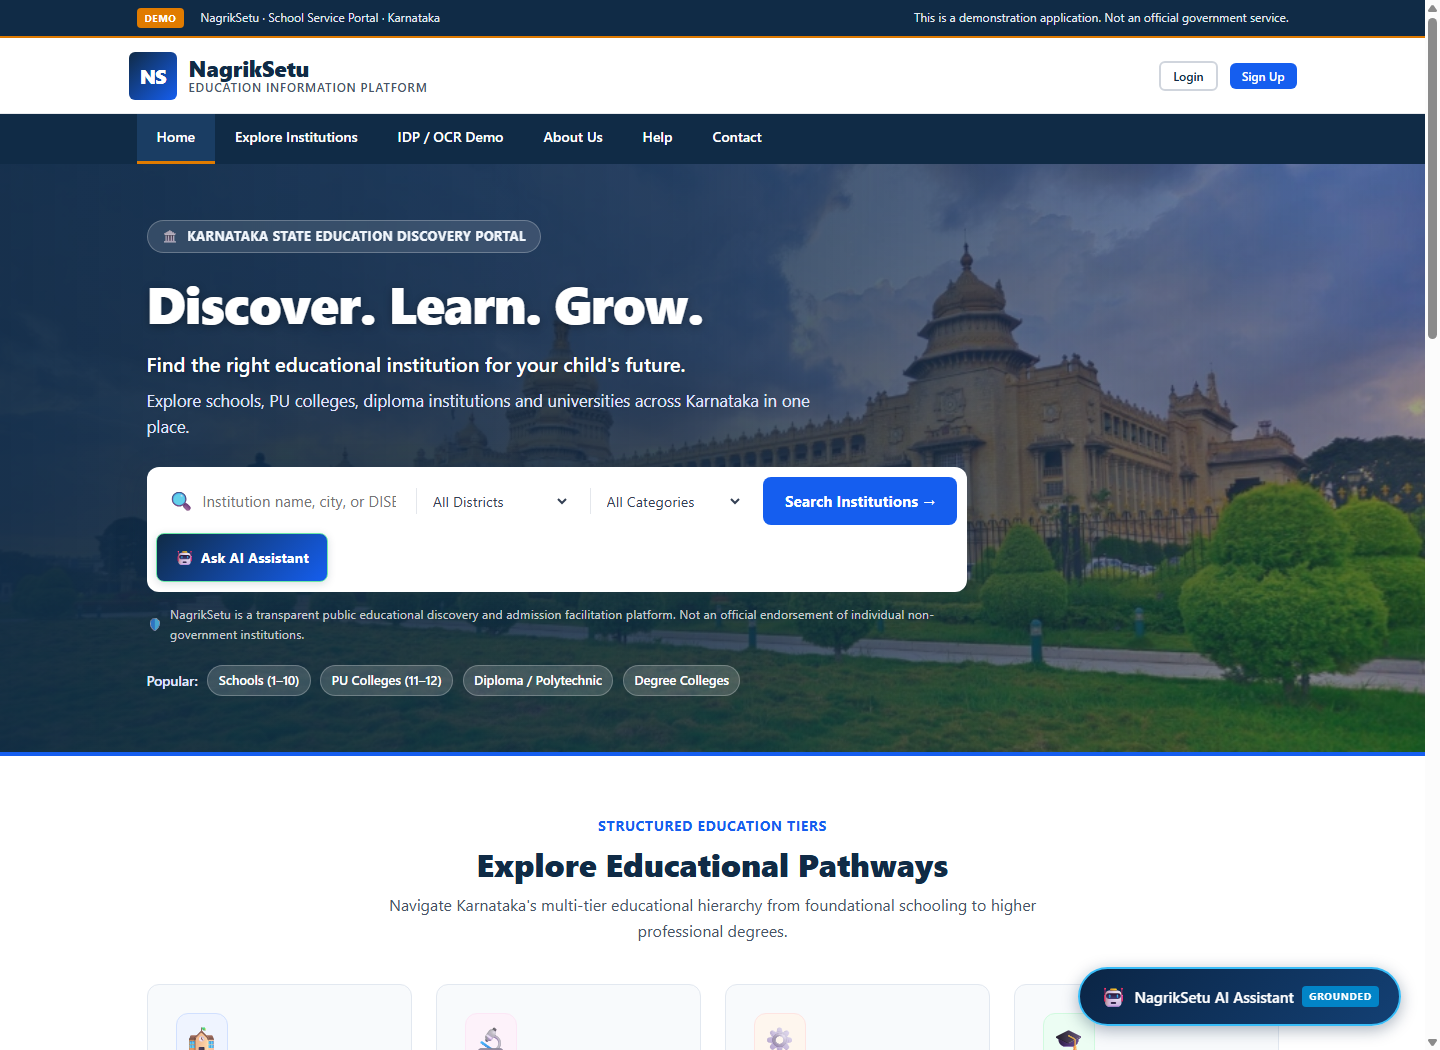 DEMO NagrikSetu · School Service Portal · Karnataka
This is a demonstration application. Not an official government service.
NS
NagrikSetu
EDUCATION INFORMATION PLATFORM
Login
Sign Up
Home
Explore Institutions
IDP / OCR Demo
About Us
Help
Contact
KARNATAKA STATE EDUCATION DISCOVERY PORTAL
Discover. Learn. Grow.
Find the right educational institution for your child's future.
Explore schools, PU colleges, diploma institutions and universities across Karnataka in one
place.
Institution name, city, or DISE
All Districts
All Categories
Search Institutions →
Ask AI Assistant
NagrikSetu is a transparent public educational discovery and admission facilitation platform. Not an official endorsement of individual non-
government institutions.
Popular:
Schools (1–10)
PU Colleges (11–12)
Diploma / Polytechnic
Degree Colleges
STRUCTURED EDUCATION TIERS
Explore Educational Pathways
Navigate Karnataka's multi-tier educational hierarchy from foundational schooling to higher
professional degrees.
NagrikSetu AI Assistant GROUNDED